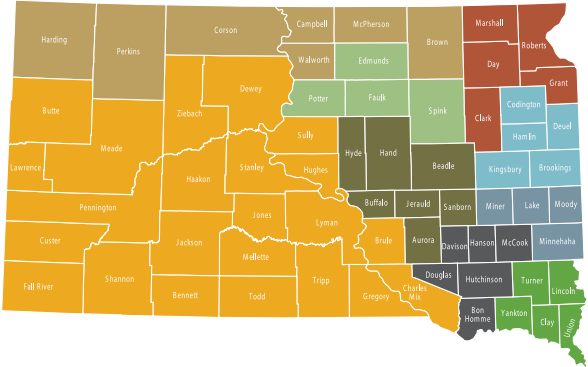 Harding
Perkins
Corson
Campbell
McPherson
Brown
Marshall
Roberts
Walworth
Edmunds
Day
Grant
Butte
Ziebach
Dewey
Potter
Faulk
Spink
Clark
Codington
Deuel
Hamlin
Meade
Sully
Hyde
Hand
Beadle
Kingsbury
Brookings
Lawrence
Haakon
Stanley
Hughes
Pennington
Jones
Lyman
Buffalo
Jerauld
Sanborn
Miner
Lake
Moody
Custer
Jackson
Mellette
Brule
Aurora
Davison
Hanson
McCook
Minnehaha
Fall River
Shannon
Bennett
Todd
Tripp
Gregory
Charles
Mix
Douglas
Hutchinson
Turner
Lincoln
Bon
Homme
Yankton
Clay
Union